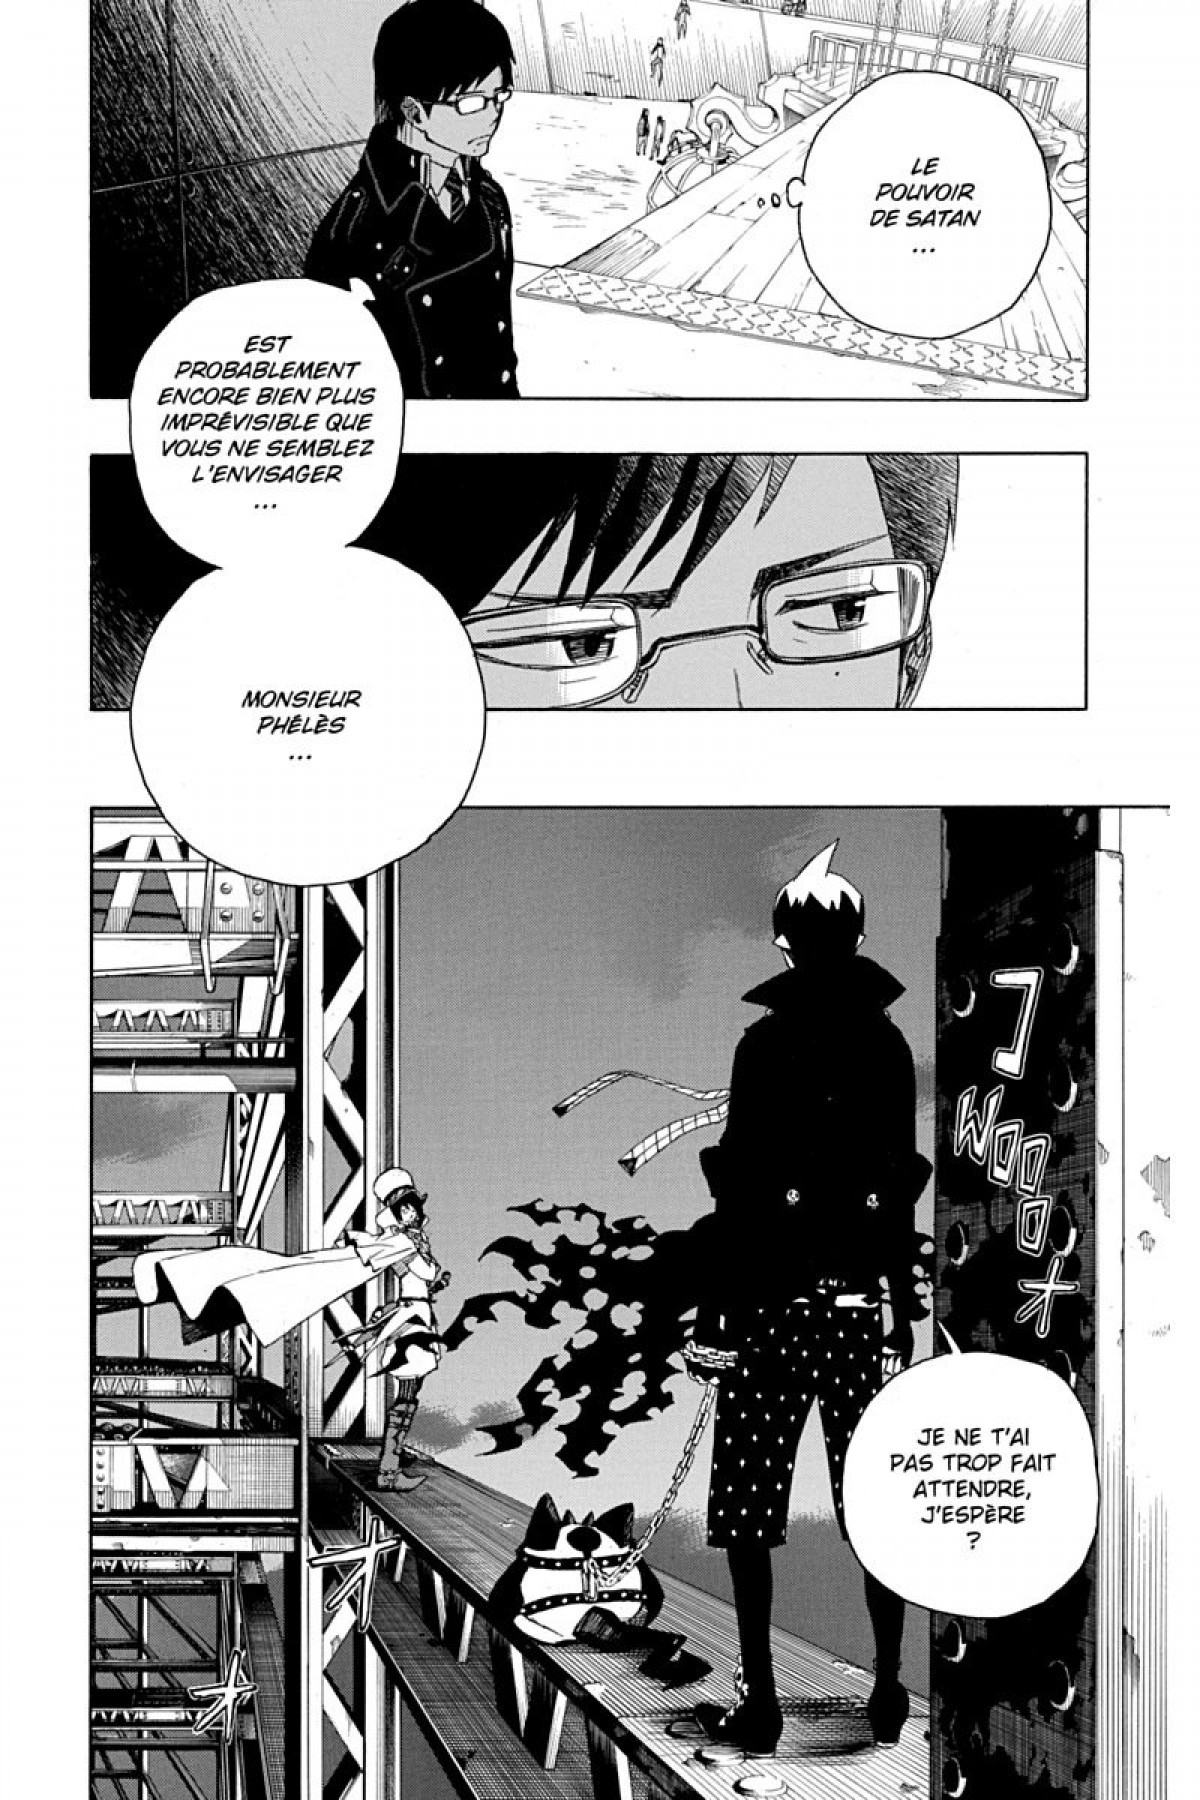 LE
POUVOIR
DE SATAN
...
EST
PROBABLEMENT
ENCORE BIEN PLUS
IMPRÉVISIBLE QUE
VOUS NE SEMBLEZ
L'ENVISAGER
...
MONSIEUR
PHÉLÈS
...
WOOO
JE NE T'AI
PAS TROP FAIT
ATTENDRE,
J'ESPÈRE
?